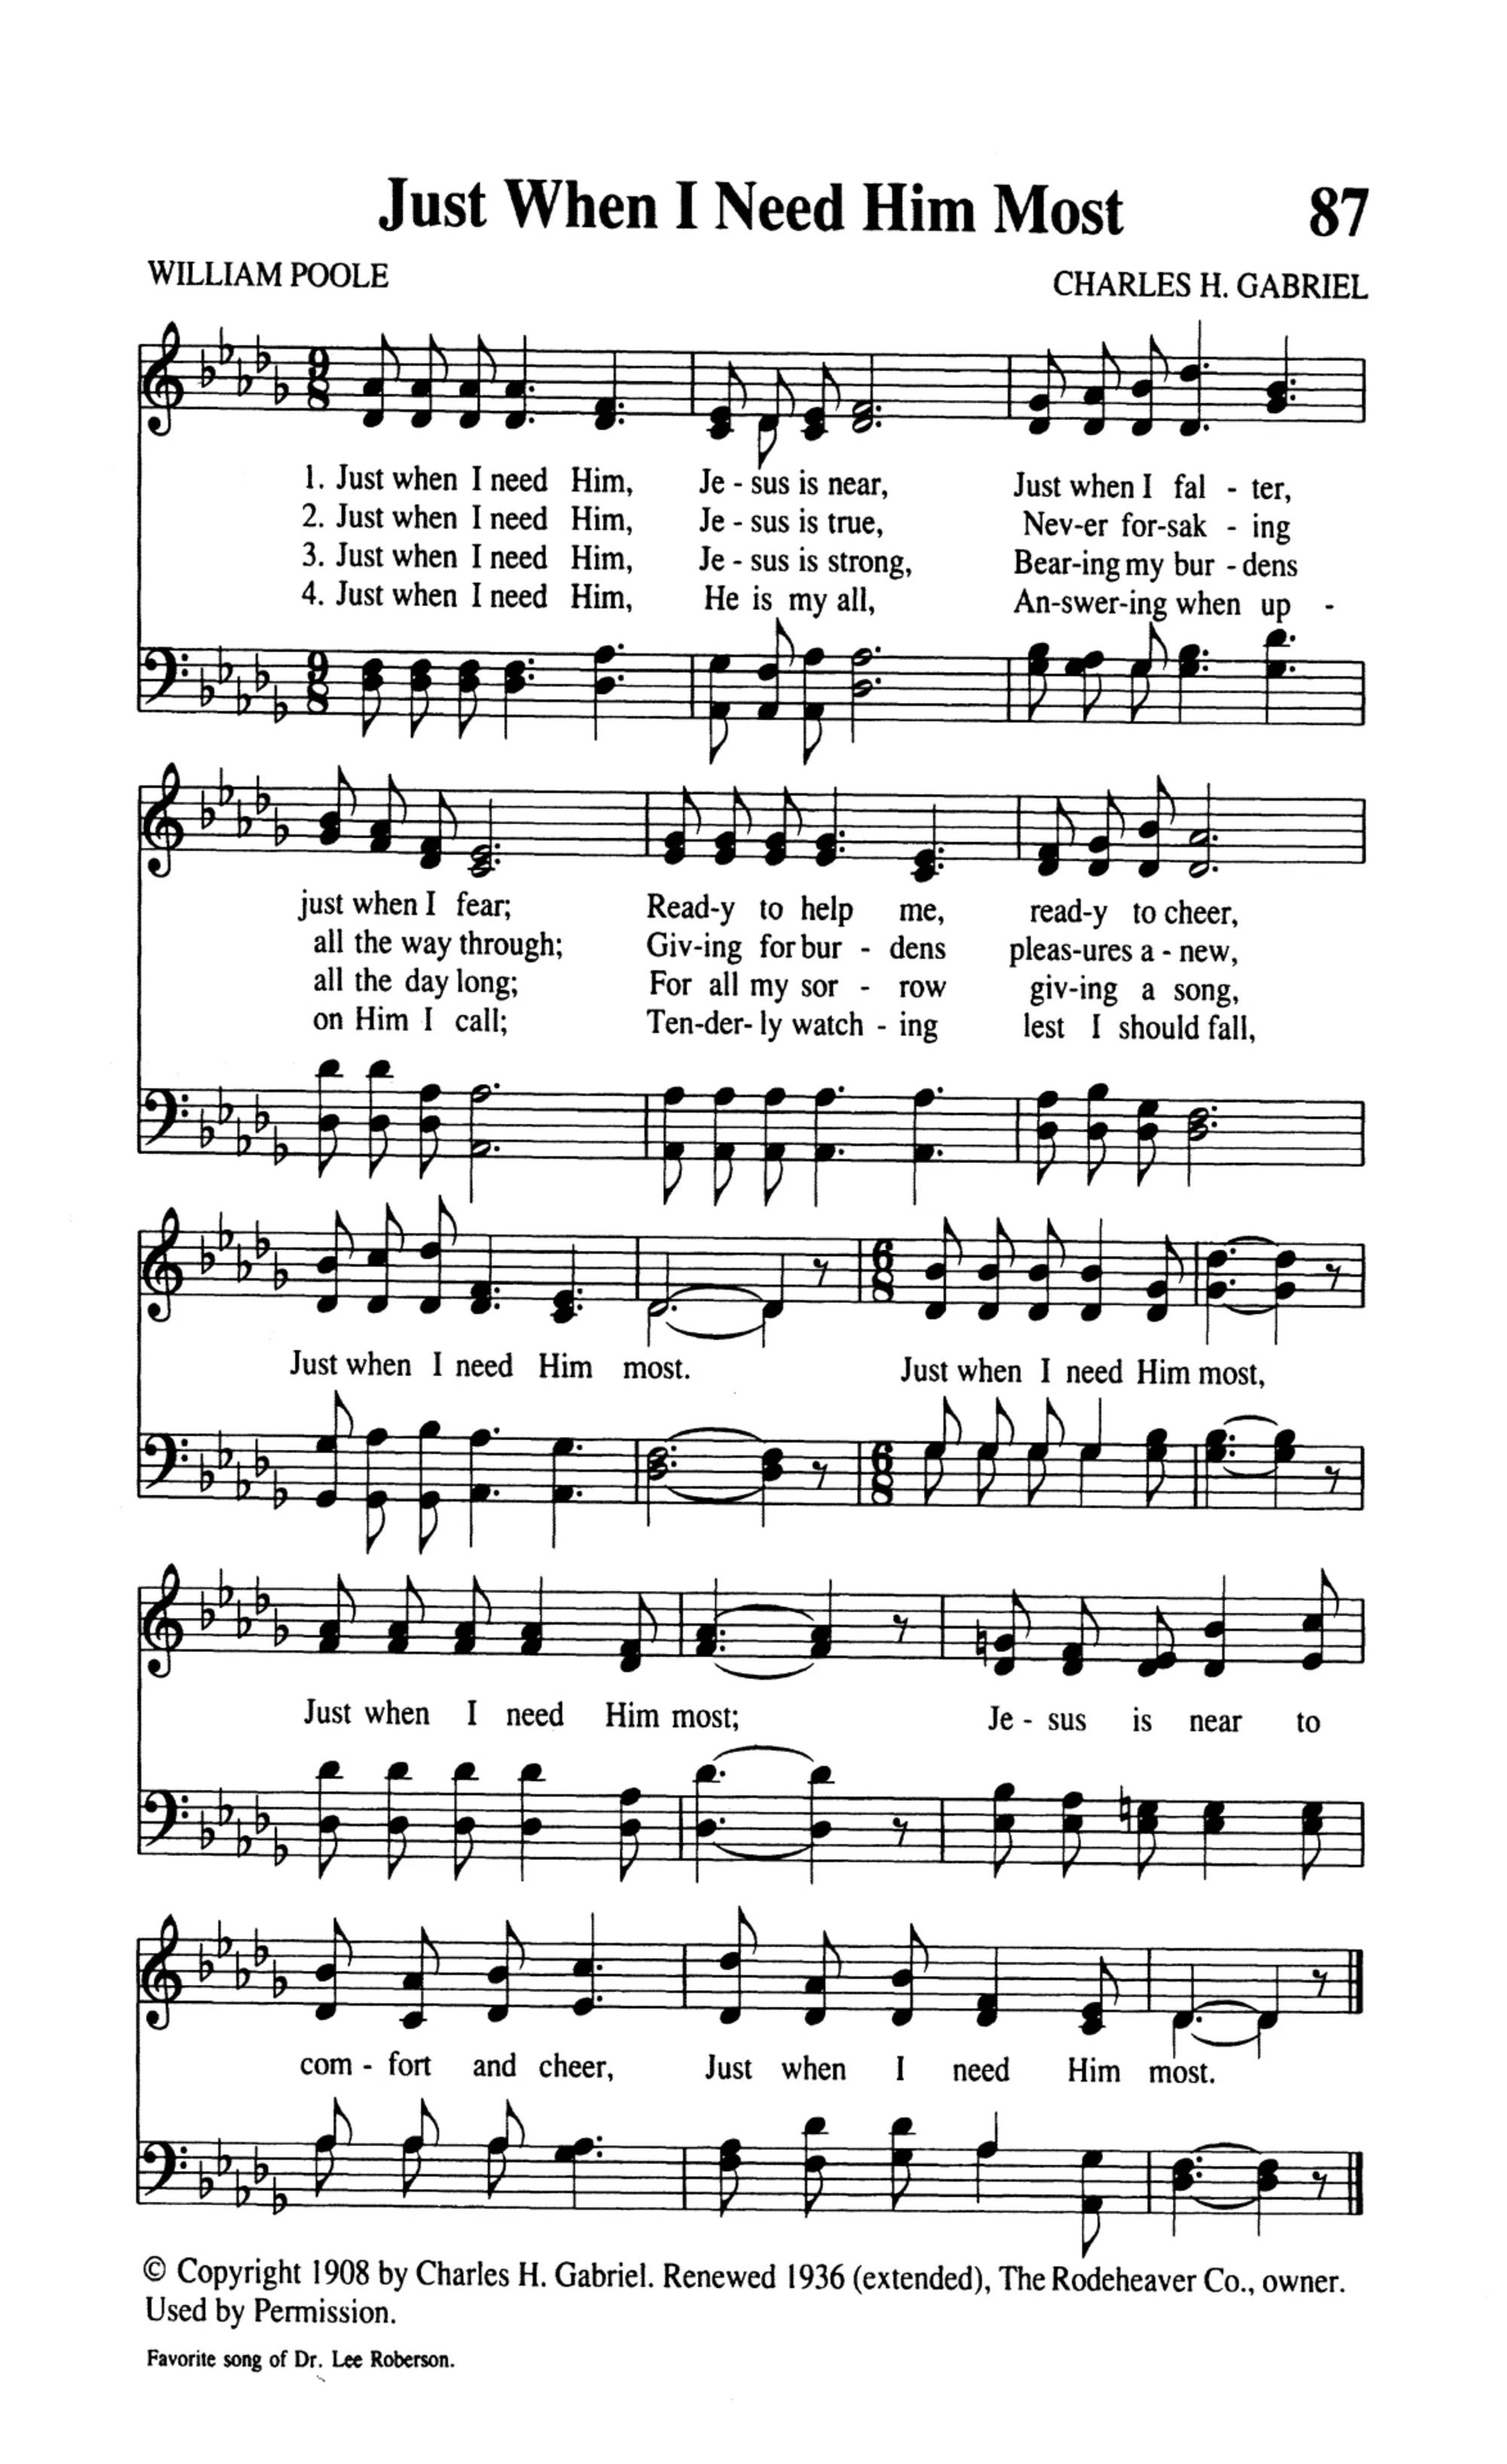 Just When I Need Him Most 87
WILLIAM POOLE CHARLES H. GABRIEL
9 8
1. Just when I need Him, Je - sus is near, Just when I fal - ter,
2. Just when I need Him, Je - sus is true, Nev-er for-sak - ing
3. Just when I need Him, Je - sus is strong, Bear-ing my bur - dens
4. Just when I need Him, He is my all, An-swer-ing when up -
9 8
just when I fear; Read-y to help me, read-y to cheer,
all the way through; Giv-ing for bur - dens pleas-ures a - new,
all the day long; For all my sor - row giv-ing a song,
on Him I call; Ten-der-ly watch - ing lest I should fall,
6 8
Just when I need Him most. Just when I need Him most,
6 8
Just when I need Him most; Je - sus is near to
com - fort and cheer, Just when I need Him most.
© Copyright 1908 by Charles H. Gabriel. Renewed 1936 (extended), The Rodeheaver Co., owner.
Used by Permission.
Favorite song of Dr. Lee Roberson.